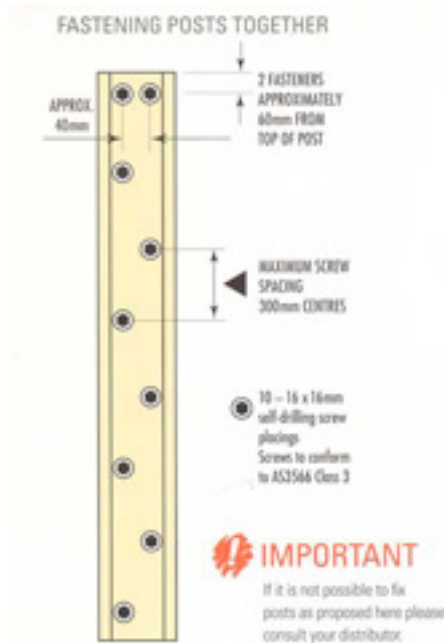 FASTENING POSTS TOGETHER
2 FASTENERS
APPROXIMATELY
60mm FROM
TOP OF POST
APPROX.
40mm
MAXIMUM SCREW
SPACING
300mm CENTRES
10 – 16 x 16mm
self-drilling screw
placings
Screws to conform
to AS3566 Class 3
IMPORTANT
If it is not possible to fix
posts as proposed here please
consult your distributor.